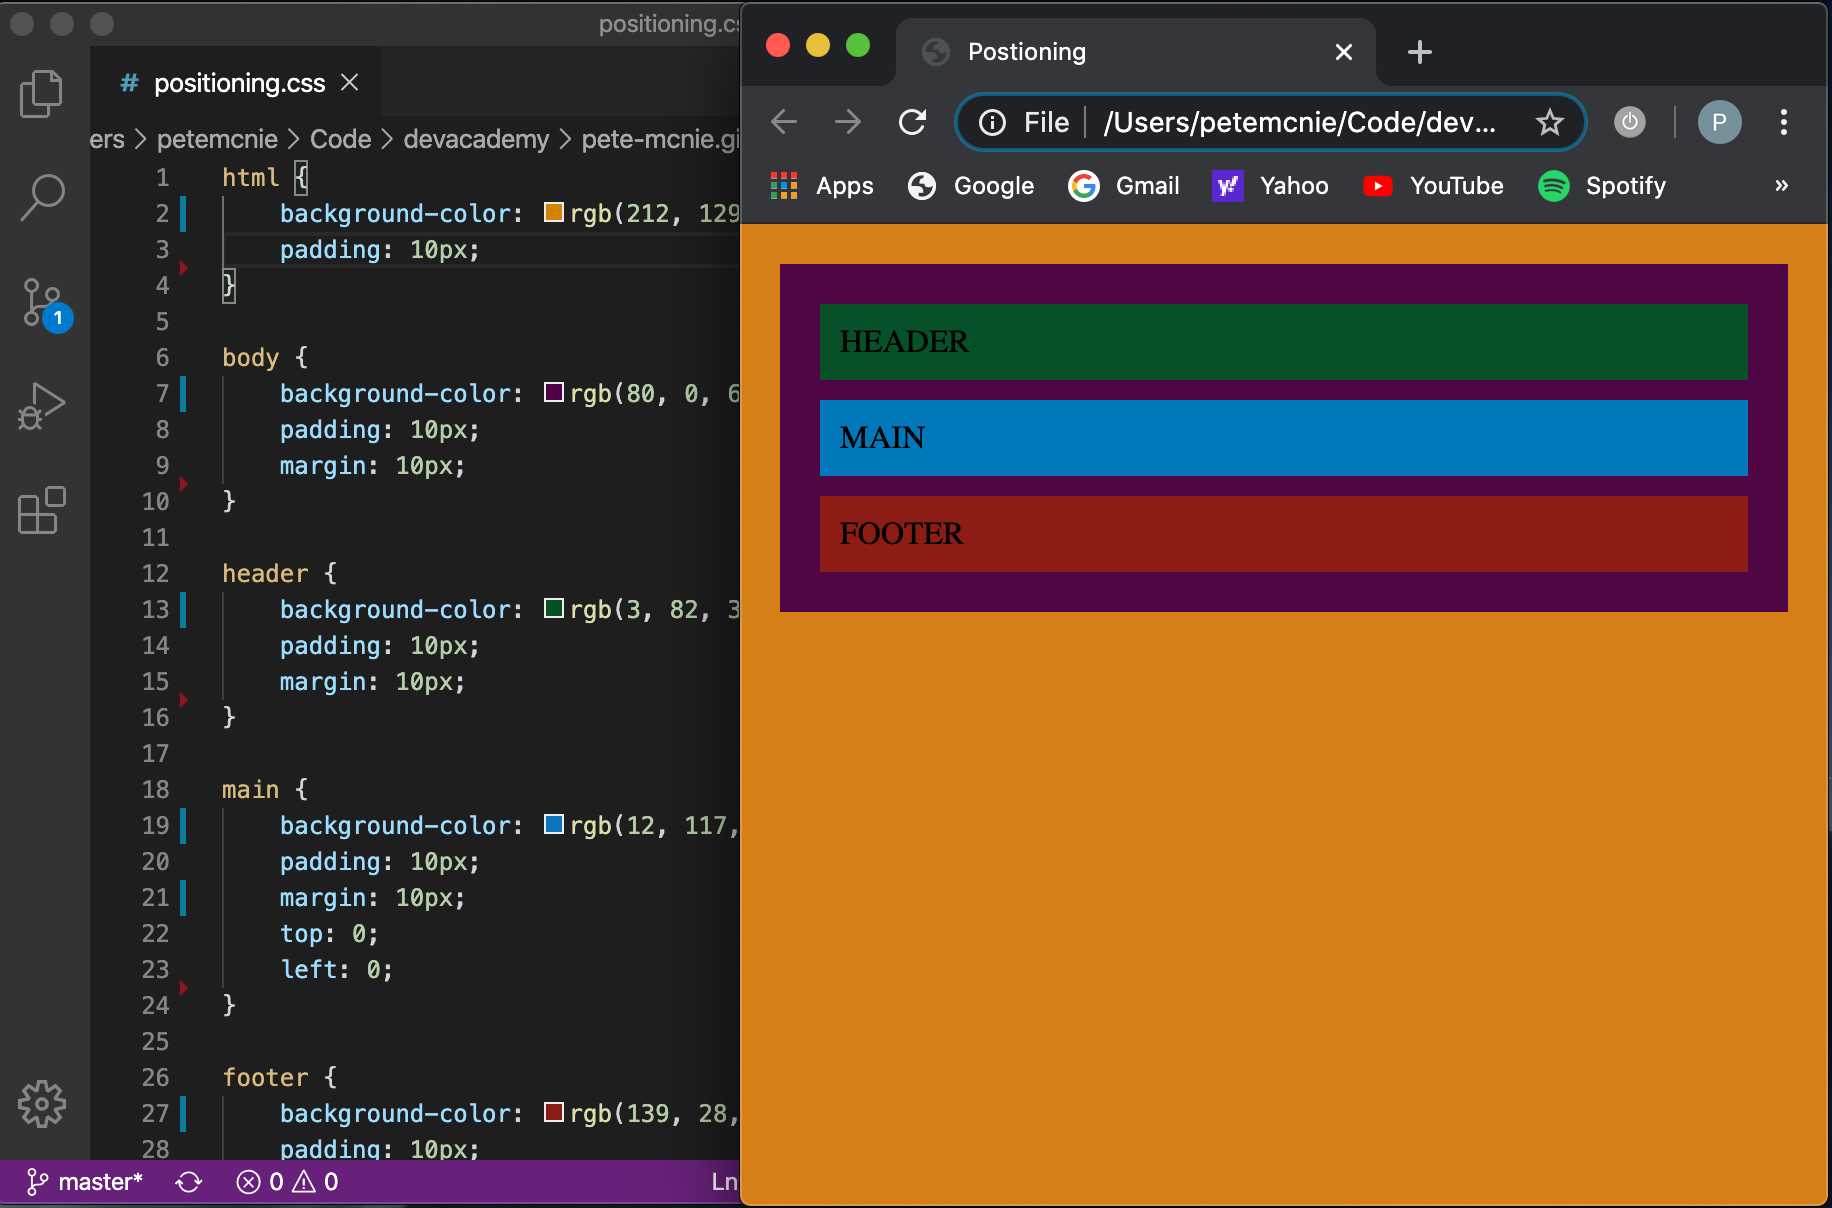 positioning.cs
# positioning.css
ers > petemcnie > Code > devacademy > pete-mcnie.gi
1 html {
2 background-color: rgb(212, 129
3 padding: 10px;
4 }
5
6 body {
7 background-color: rgb(80, 0, 6
8 padding: 10px;
9 margin: 10px;
10 }
11
12 header {
13 background-color: rgb(3, 82, 3
14 padding: 10px;
15 margin: 10px;
16 }
17
18 main {
19 background-color: rgb(12, 117,
20 padding: 10px;
21 margin: 10px;
22 top: 0;
23 left: 0;
24 }
25
26 footer {
27 background-color: rgb(139, 28,
28 padding: 10px;
1
master* 0 0 Ln
Postioning
File /Users/petemcnie/Code/dev... P
Apps Google Gmail Yahoo YouTube Spotify »
HEADER
MAIN
FOOTER